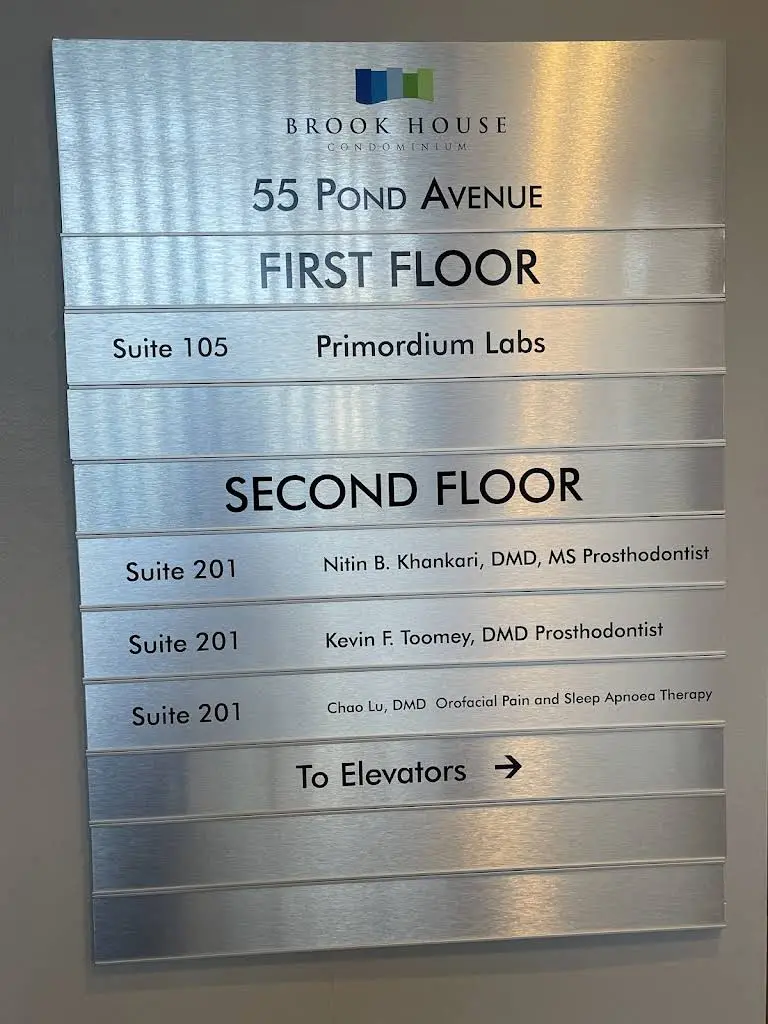 BROOK HOUSE
CONDOMINIUM
55 POND AVENUE
FIRST FLOOR
Suite 105 Primordium Labs
SECOND FLOOR
Suite 201 Nitin B. Khankari, DMD, MS Prosthodontist
Suite 201 Kevin F. Toomey, DMD Prosthodontist
Suite 201 Chao Lu, DMD Orofacial Pain and Sleep Apnoea Therapy
To Elevators →